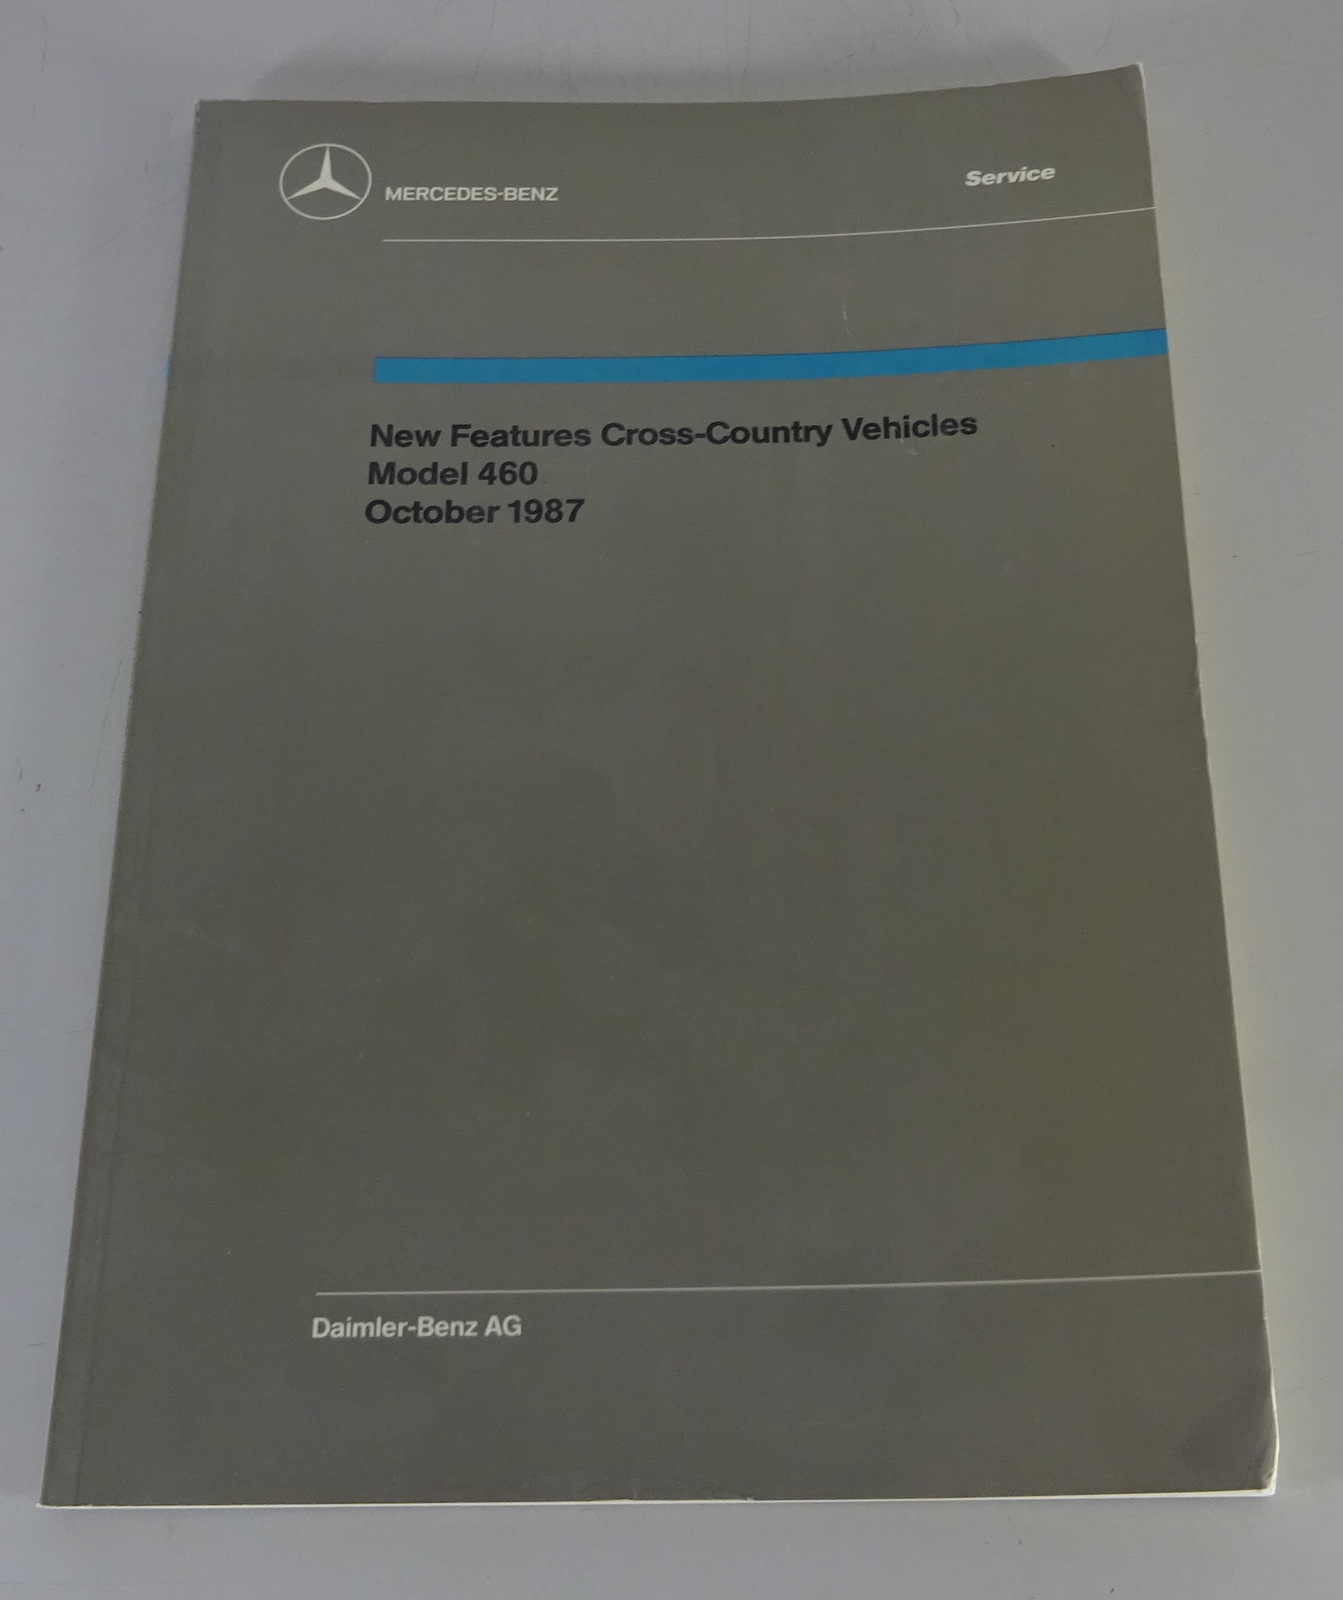 MERCEDES-BENZ
Service
New Features Cross-Country Vehicles
Model 460
October 1987
Daimler-Benz AG